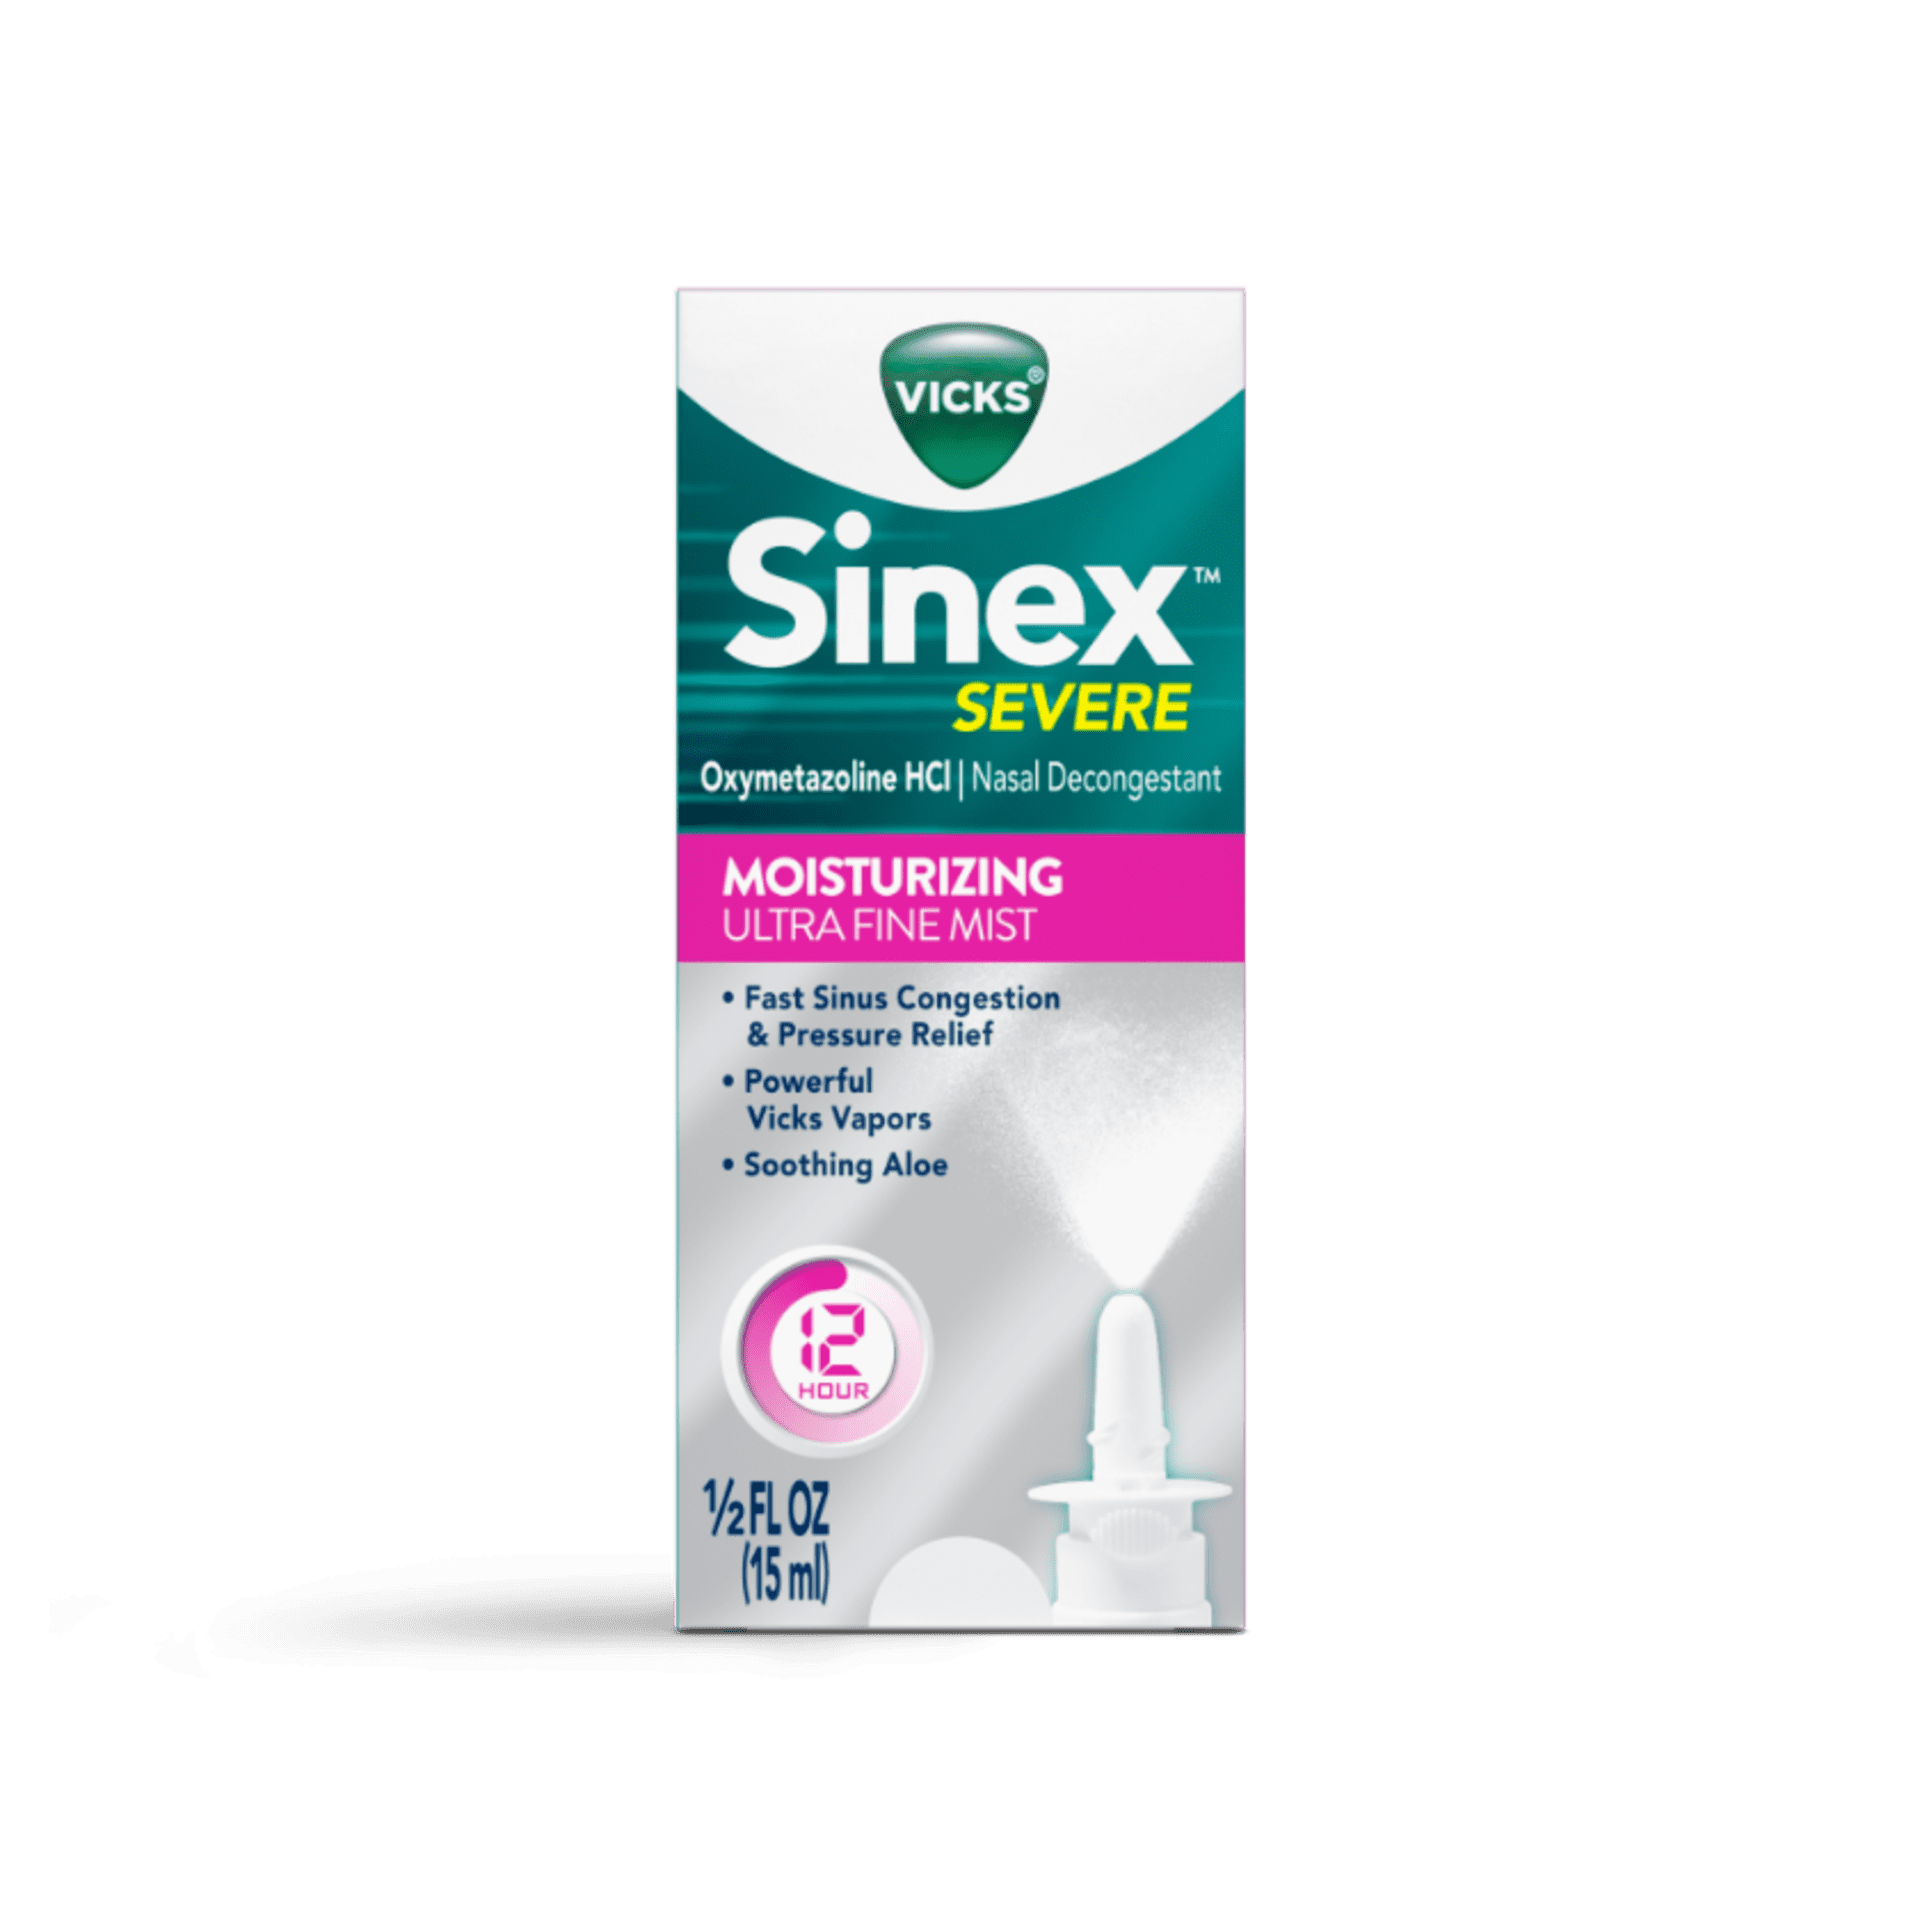 VICKS®
Sinex™
SEVERE
Oxymetazoline HCl | Nasal Decongestant
MOISTURIZING
ULTRA FINE MIST
• Fast Sinus Congestion
& Pressure Relief
• Powerful
Vicks Vapors
• Soothing Aloe
12
HOUR
½ FL OZ
(15 ml)